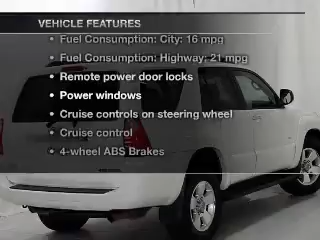 VEHICLE FEATURES
• Fuel Consumption: City: 16 mpg
• Fuel Consumption: Highway: 21 mpg
• Remote power door locks
• Power windows
• Cruise controls on steering wheel
• Cruise control
• 4-wheel ABS Brakes